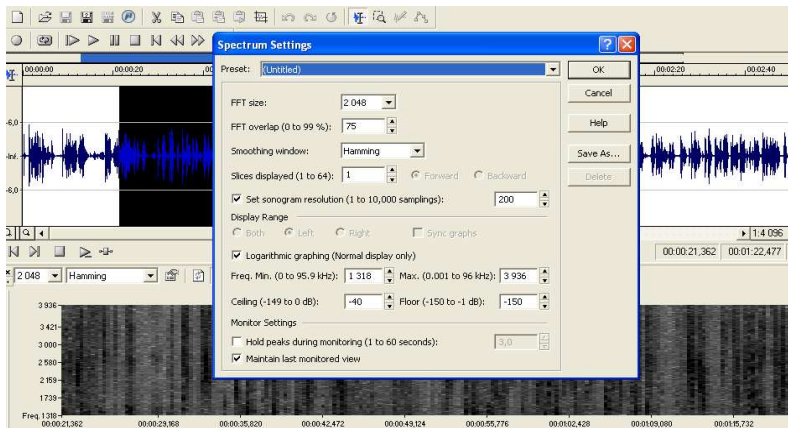 00:00:00
00:00:20
00:02:20
00:02:40
-6,0
-Inf.
-6,0
Spectrum Settings
Preset: (Untitled)
OK
Cancel
Help
Save As...
Delete
FFT size: 2 048
FFT overlap (0 to 99 %): 75
Smoothing window: Hamming
Slices displayed (1 to 64): 1 Forward Backward
Set sonogram resolution (1 to 10,000 samplings): 200
Display Range
Both Left Right Sync graphs
Logarithmic graphing (Normal display only)
Freq. Min. (0 to 95.9 kHz): 1 318 Max. (0.001 to 96 kHz): 3 936
Ceiling (-149 to 0 dB): -40 Floor (-150 to -1 dB): -150
Monitor Settings
Hold peaks during monitoring (1 to 60 seconds): 3,0
Maintain last monitored view
1:4 096
00:00:21,362 00:01:22,477
2 048 Hamming
3 936
3 421
3 000
2 580
2 159
1739
Freq. 1318
00:00:21,362 00:00:29,168 00:00:35,820 00:00:42,472 00:00:49,124 00:00:55,776 00:01:02,428 00:01:09,080 00:01:15,732